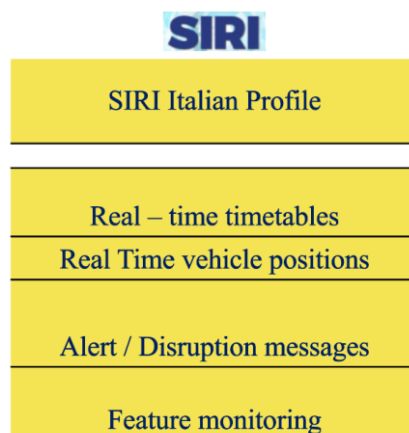 SIRI
SIRI Italian Profile
Real – time timetables
Real Time vehicle positions
Alert / Disruption messages
Feature monitoring